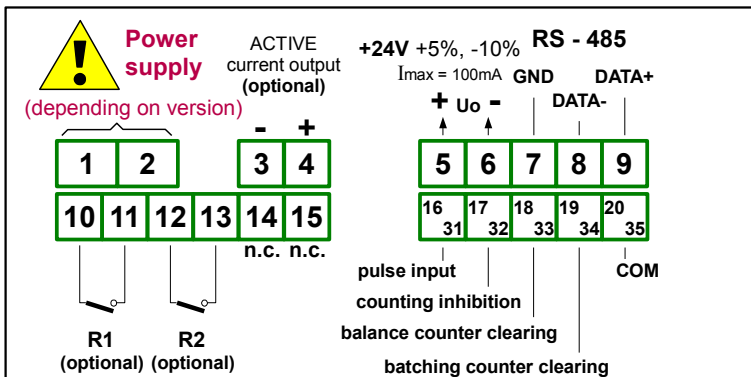 Power
supply
(depending on version)
ACTIVE
current output
(optional)
- +
+24V +5%, -10%
Imax = 100mA
+ Uo -
RS - 485
GND
DATA-
DATA+
1 2 3 4 5 6 7 8 9
10 11 12 13 14 15
16 31 17 32 18 33 19 34 20 35
n.c. n.c.
R1
(optional)
R2
(optional)
pulse input
counting inhibition
balance counter clearing
batching counter clearing
COM